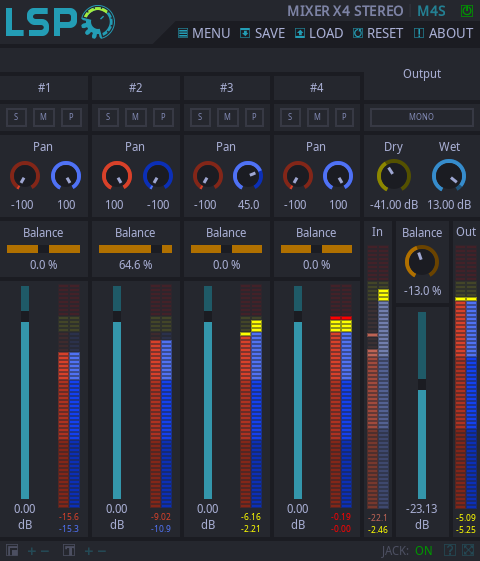 LSP
MIXER X4 STEREO M4S
MENU SAVE LOAD RESET ABOUT
#1 #2 #3 #4 Output
S M P S M P S M P S M P MONO
Pan Pan Pan Pan Dry Wet
-100 100 100 -100 -100 45.0 -100 100 -41.00 dB 13.00 dB
Balance Balance Balance Balance In Balance Out
0.0 % 64.6 % 0.0 % 0.0 %
-13.0 %
0.00 0.00 0.00 0.00 -23.13
dB dB dB dB dB
-15.6 -9.02 -6.16 -0.19 -22.1 -5.09
-15.3 -10.9 -2.21 -0.00 -2.46 -5.25
+ - T + - JACK: ON ?